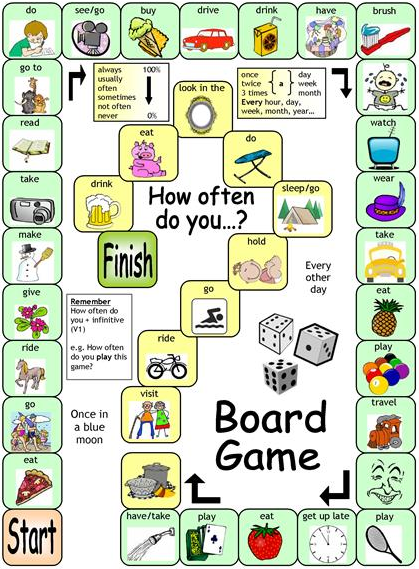 do
see/go
buy
drive
drink
have
brush
go to
always 100%
usually
often
sometimes
not often
never 0%
look in the
once
twice
3 times
a
day
week
month
Every hour, day,
week, month, year...
read
eat
do
watch
take
drink
How often
do you...?
sleep/go
wear
make
Finish
hold
take
Every
other
day
give
Remember
How often do
you + infinitive
(V1)
e.g. How often
do you play this
game?
go
eat
ride
ride
play
go
Once in
a blue
moon
visit
Board
Game
travel
eat
Start
have/take
play
eat
get up late
play